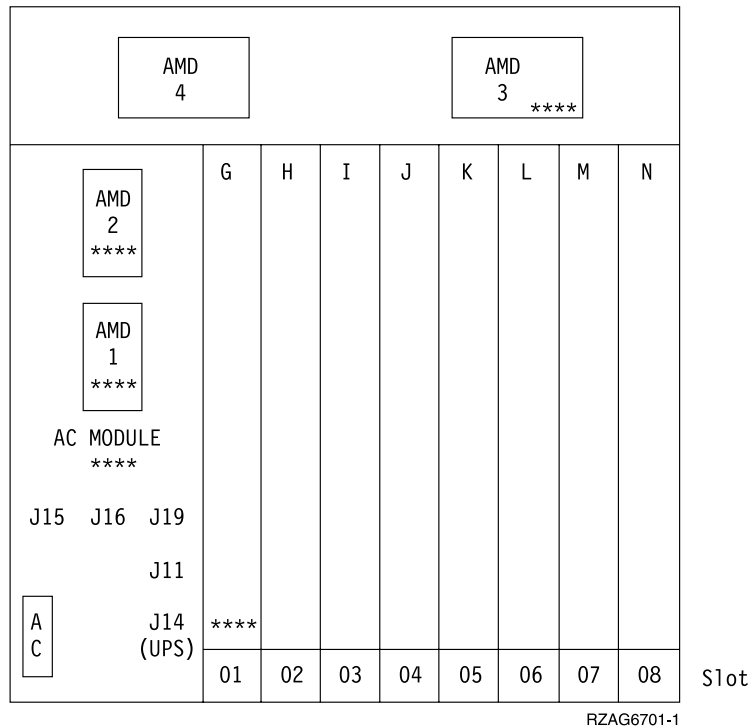 AMD AMD
4 3 ****
G H I J K L M N
AMD
2
****
AMD
1
****
AC MODULE
****
J15 J16 J19
J11
A J14 ****
C (UPS)
01 02 03 04 05 06 07 08 Slot
RZAG6701-1